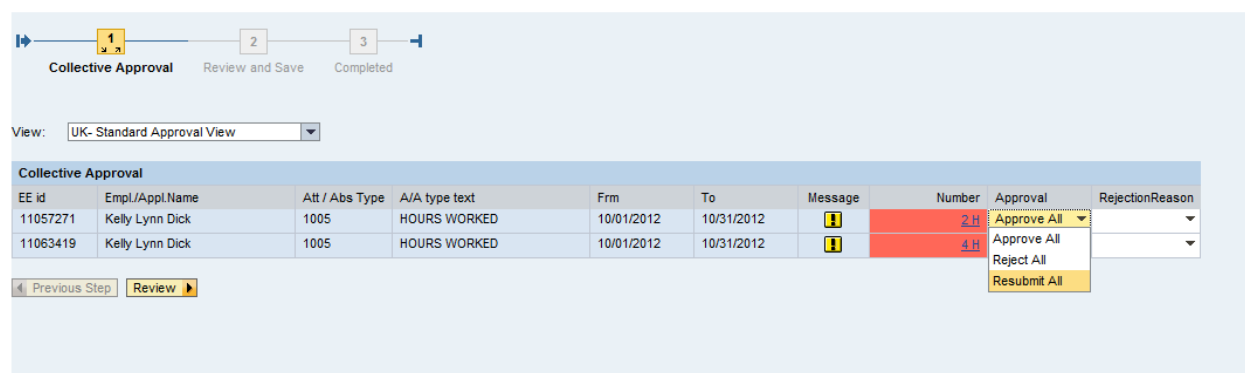 1 2 3
Collective Approval Review and Save Completed
View: UK- Standard Approval View
Collective Approval
EE id Empl./Appl.Name Att / Abs Type A/A type text Frm To Message Number Approval RejectionReason
11057271 Kelly Lynn Dick 1005 HOURS WORKED 10/01/2012 10/31/2012 2 H Approve All
11063419 Kelly Lynn Dick 1005 HOURS WORKED 10/01/2012 10/31/2012 4 H
Approve All
Reject All
Resubmit All
Previous Step Review